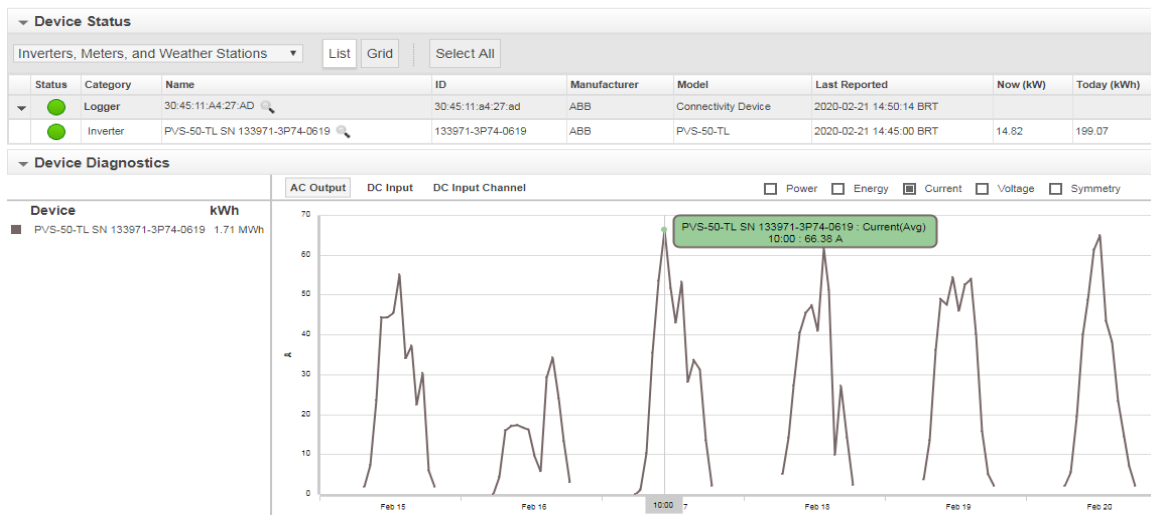 Device Status
Inverters, Meters, and Weather Stations List Grid Select All
Status Category Name ID Manufacturer Model Last Reported Now (kW) Today (kWh)
Logger 30:45:11:A4:27:AD 30:45:11:a4:27:ad ABB Connectivity Device 2020-02-21 14:50:14 BRT
Inverter PVS-50-TL SN 133971-3P74-0619 133971-3P74-0619 ABB PVS-50-TL 2020-02-21 14:45:00 BRT 14.82 199.07
Device Diagnostics
AC Output DC Input DC Input Channel Power Energy Current Voltage Symmetry
Device kWh
PVS-50-TL SN 133971-3P74-0619 1.71 MWh
PVS-50-TL SN 133971-3P74-0619 : Current(Avg)
10:00 : 66.38 A
70
60
50
40
A
30
20
10
0
Feb 15 Feb 16 10:00 7 Feb 18 Feb 19 Feb 20